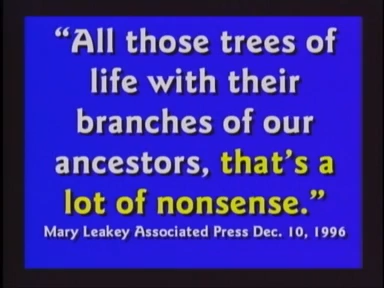 “All those trees of
life with their
branches of our
ancestors, that’s a
lot of nonsense.”
Mary Leakey Associated Press Dec. 10, 1996